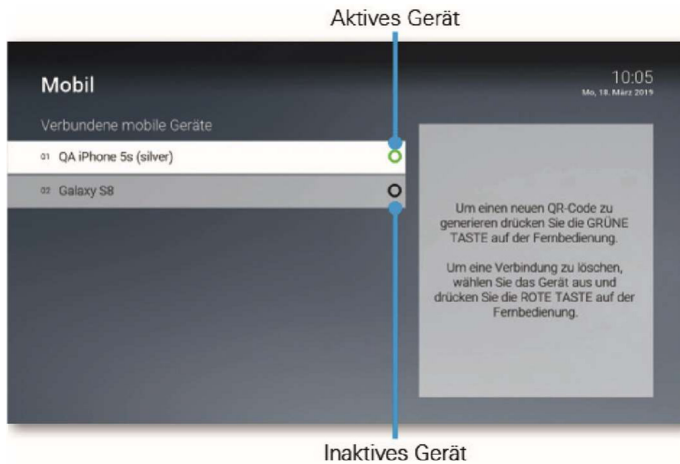 Aktives Gerät
Mobil
10:05
Mo, 18. März 2019
Verbundene mobile Geräte
01 QA iPhone 5s (silver)
02 Galaxy S8
Um einen neuen QR-Code zu
generieren drücken Sie die GRÜNE
TASTE auf der Fernbedienung.
Um eine Verbindung zu löschen,
wählen Sie das Gerät aus und
drücken Sie die ROTE TASTE auf der
Fernbedienung.
Inaktives Gerät